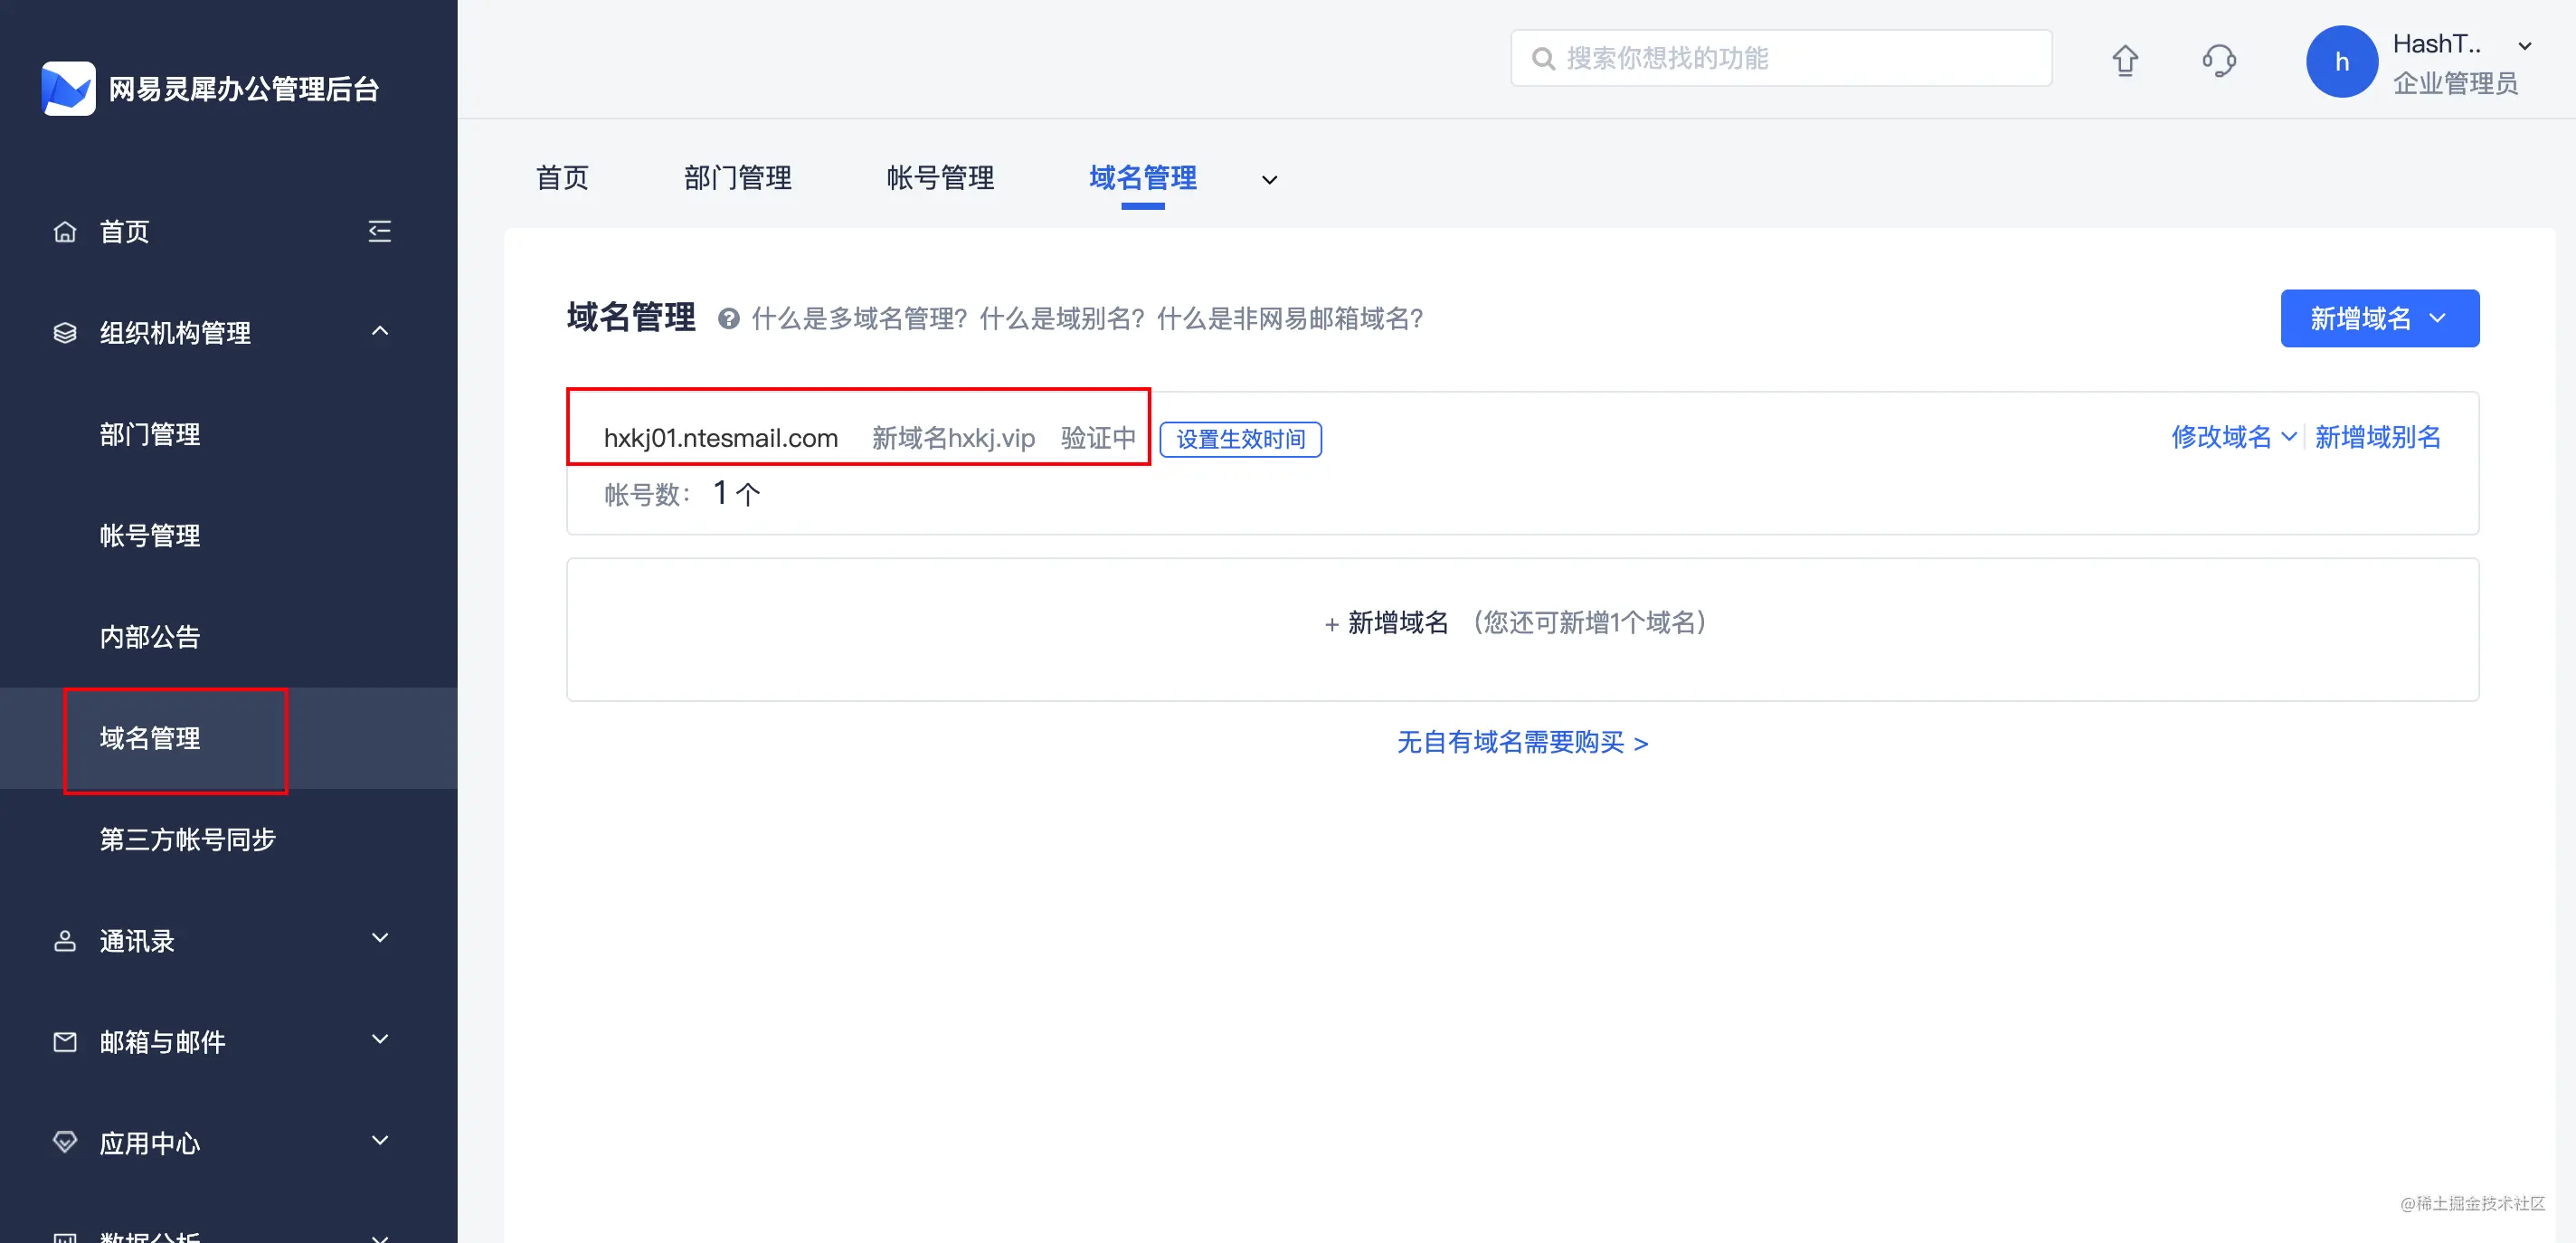 网易灵犀办公管理后台
搜索你想找的功能
h
HashT..
企业管理员
首页
组织机构管理
部门管理
帐号管理
内部公告
域名管理
第三方帐号同步
通讯录
邮箱与邮件
应用中心
数据分析
首页 部门管理 帐号管理 域名管理
域名管理 什么是多域名管理? 什么是域别名? 什么是非网易邮箱域名?
新增域名
hxkj01.ntesmail.com 新域名hxkj.vip 验证中 设置生效时间
修改域名 新增域别名
帐号数： 1 个
+ 新增域名 （您还可新增1个域名）
无自有域名需要购买 >
@稀土掘金技术社区